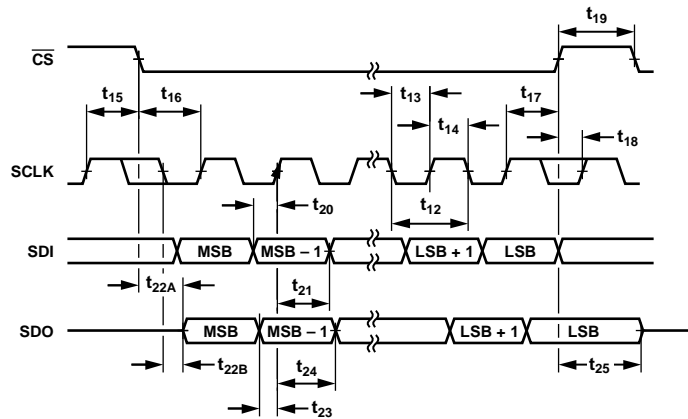 t19
CS
t15 t16 t13 t17
t14
t18
SCLK
t20 t12
SDI MSB MSB – 1 LSB + 1 LSB
t22A
t21
SDO MSB MSB – 1 LSB + 1 LSB
t22B t24 t25
t23